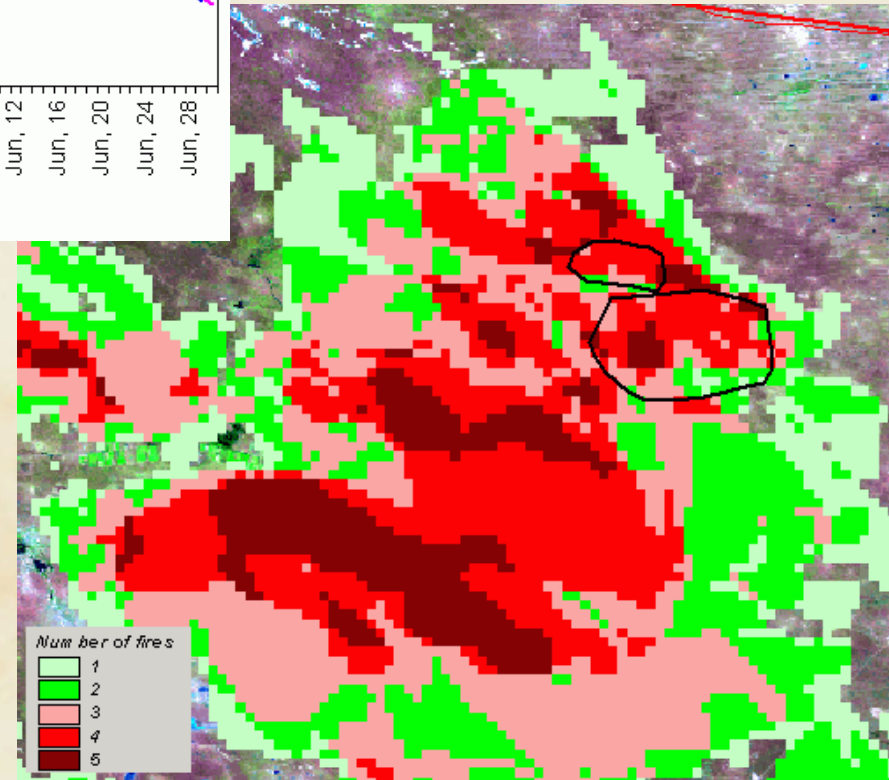 Jun, 12
Jun, 16
Jun, 20
Jun, 24
Jun, 28
Num ber of fires
1
2
3
4
5